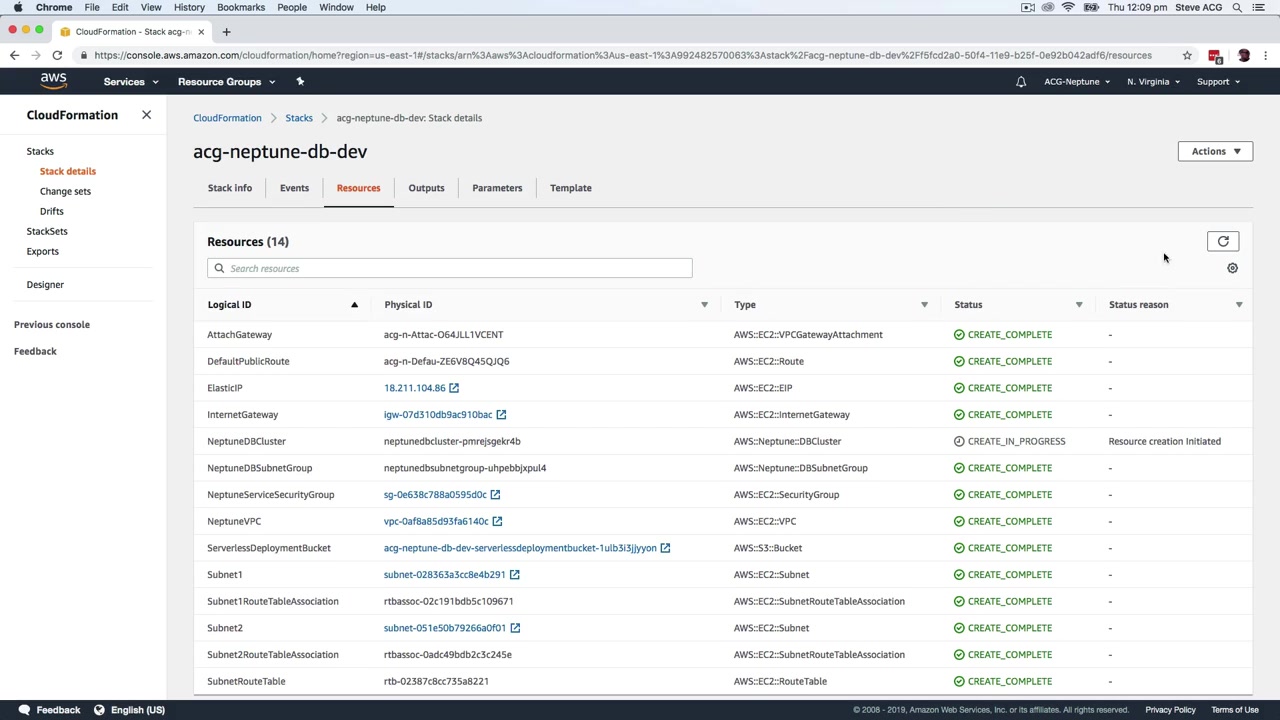 Chrome File Edit View History Bookmarks People Window Help Thu 12:09 pm Steve ACG
CloudFormation - Stack acg-n
https://console.aws.amazon.com/cloudformation/home?region=us-east-1#/stacks/arn%3Aaws%3Acloudformation%3Aus-east-1%3A992482570063%3Astack%2Facg-neptune-db-dev%2Ff5fcd2a0-50f4-11e9-b25f-0e92b042adf6/resources
aws Services Resource Groups ACG-Neptune N. Virginia Support
CloudFormation
Stacks
Stack details
Change sets
Drifts
StackSets
Exports
Designer
Previous console
Feedback
CloudFormation Stacks acg-neptune-db-dev: Stack details
acg-neptune-db-dev
Actions
Stack info Events Resources Outputs Parameters Template
Resources (14)
Search resources
Logical ID Physical ID Type Status Status reason
AttachGateway acg-n-Attac-O64JLL1VCENT AWS::EC2::VPCGatewayAttachment CREATE_COMPLETE -
DefaultPublicRoute acg-n-Defau-ZE6V8Q45QJQ6 AWS::EC2::Route CREATE_COMPLETE -
ElasticIP 18.211.104.86 AWS::EC2::EIP CREATE_COMPLETE -
InternetGateway igw-07d310db9ac910bac AWS::EC2::InternetGateway CREATE_COMPLETE -
NeptuneDBCluster neptunedbcluster-pmrejsgekr4b AWS::Neptune::DBCluster CREATE_IN_PROGRESS Resource creation Initiated
NeptuneDBSubnetGroup neptunedbsubnetgroup-uhpebbjxpul4 AWS::Neptune::DBSubnetGroup CREATE_COMPLETE -
NeptuneServiceSecurityGroup sg-0e638c788a0595d0c AWS::EC2::SecurityGroup CREATE_COMPLETE -
NeptuneVPC vpc-0af8a85d93fa6140c AWS::EC2::VPC CREATE_COMPLETE -
ServerlessDeploymentBucket acg-neptune-db-dev-serverlessdeploymentbucket-1ulb3i3jjyyon AWS::S3::Bucket CREATE_COMPLETE -
Subnet1 subnet-028363a3cc8e4b291 AWS::EC2::Subnet CREATE_COMPLETE -
Subnet1RouteTableAssociation rtbassoc-02c191bdb5c109671 AWS::EC2::SubnetRouteTableAssociation CREATE_COMPLETE -
Subnet2 subnet-051e50b79266a0f01 AWS::EC2::Subnet CREATE_COMPLETE -
Subnet2RouteTableAssociation rtbassoc-0adc49bdb2c3c245e AWS::EC2::SubnetRouteTableAssociation CREATE_COMPLETE -
SubnetRouteTable rtb-02387c8cc735a8221 AWS::EC2::RouteTable CREATE_COMPLETE -
Feedback English (US) © 2008 - 2019, Amazon Web Services, Inc. or its affiliates. All rights reserved. Privacy Policy Terms of Use